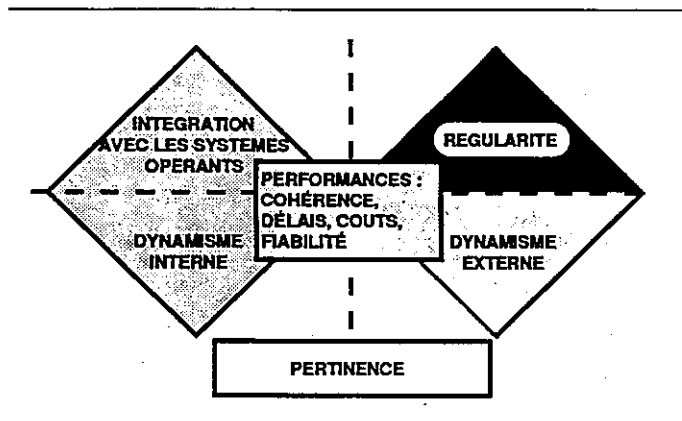 INTEGRATION
AVEC LES SYSTEMES
OPERANTS
REGULARITE
PERFORMANCES :
COHÉRENCE,
DÉLAIS, COUTS,
FIABILITÉ
DYNAMISME
INTERNE
DYNAMISME
EXTERNE
PERTINENCE